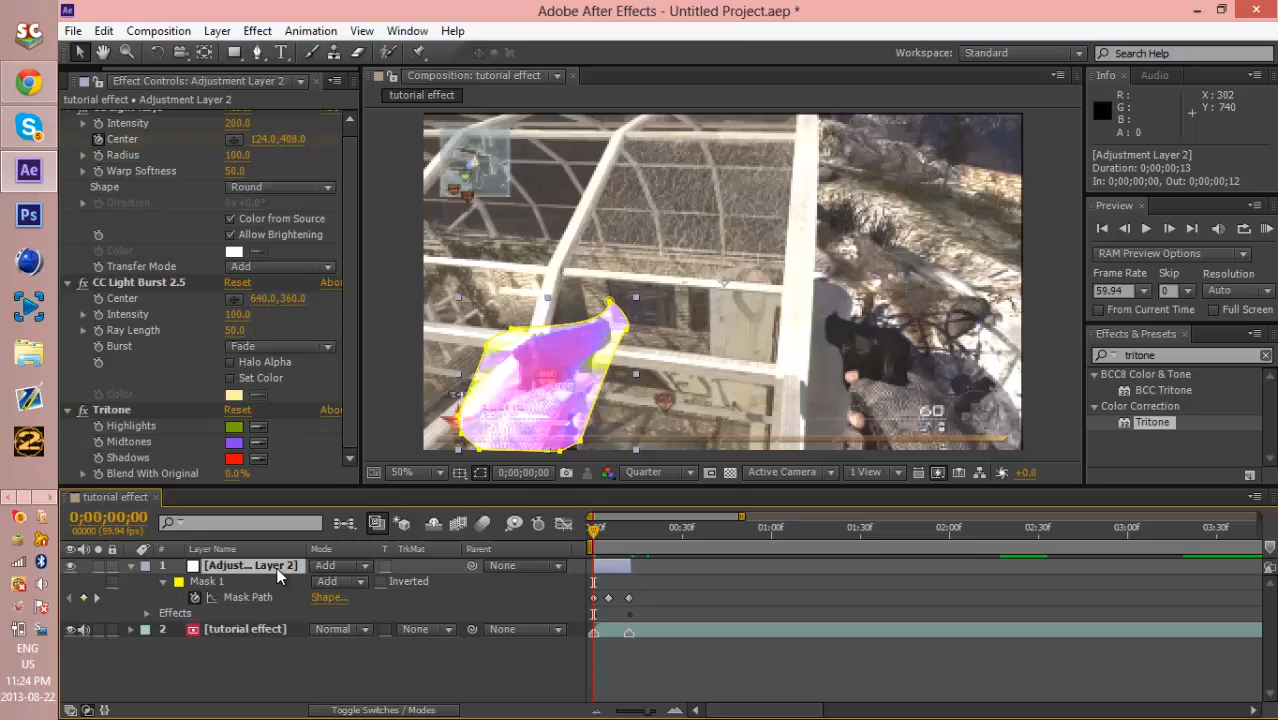 Adobe After Effects - Untitled Project.aep *
File Edit Composition Layer Effect Animation View Window Help
Workspace: Standard Search Help
Effect Controls: Adjustment Layer 2
tutorial effect • Adjustment Layer 2
Intensity 200.0
Center 124.0,408.0
Radius 100.0
Warp Softness 50.0
Shape Round
Direction 0x+0.0°
Color from Source
Allow Brightening
Color
Transfer Mode Add
CC Light Burst 2.5 Reset Abou
Center 640.0,360.0
Intensity 100.0
Ray Length 50.0
Burst Fade
Halo Alpha
Set Color
Color
Tritone Reset Abou
Highlights
Midtones
Shadows
Blend With Original 0.0%
Composition: tutorial effect
tutorial effect
60
50% 0;00;00;00 Quarter Active Camera 1 View +0.0
Info Audio
R : X : 302
G : Y : 740
B :
A : 0
[Adjustment Layer 2]
Duration: 0;00;00;13
In: 0;00;00;00, Out: 0;00;00;12
Preview
RAM Preview Options
Frame Rate Skip Resolution
59.94 0 Auto
From Current Time Full Screen
Effects & Presets
tritone
BCC8 Color & Tone
BCC Tritone
Color Correction
Tritone
tutorial effect
0;00;00;00
00000 (59.94 fps)
:00f 00:30f 01:00f 01:30f 02:00f 02:30f 03:00f 03:30f
# Layer Name Mode T TrkMat Parent
1 [Adjust... Layer 2] Add None
Mask 1 Add Inverted
Mask Path Shape...
Effects
2 [tutorial effect] Normal None None
Toggle Switches / Modes
SC
Ae
Ps
2
ENG
US
11:24 PM
2013-08-22